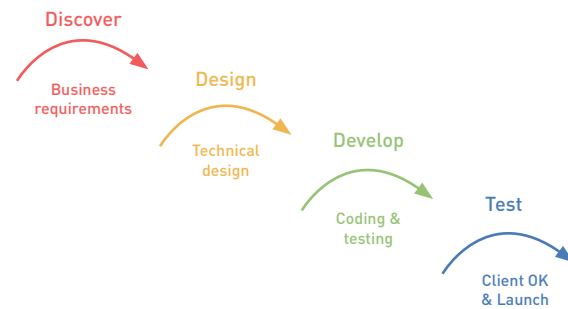 Discover
Business
requirements
Design
Technical
design
Develop
Coding &
testing
Test
Client OK
& Launch